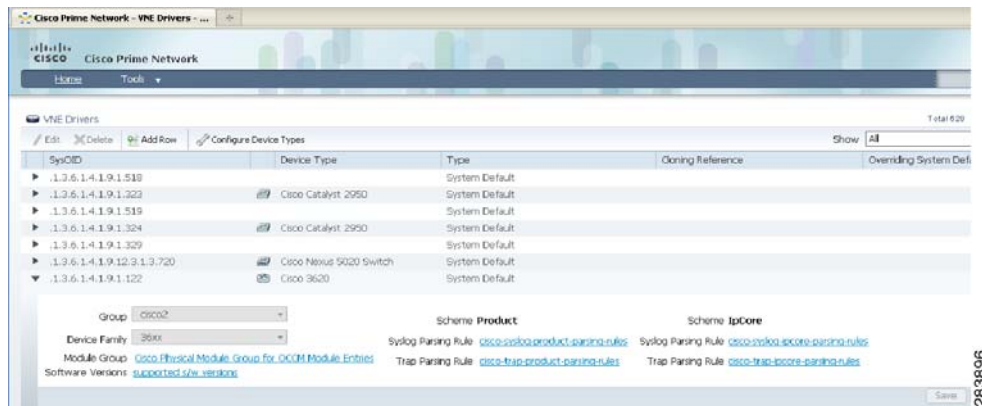 Cisco Prime Network - VNE Drivers - ...
CISCO Cisco Prime Network
Home Tools
VNE Drivers Total 620
Edit Delete Add Row Configure Device Types Show All
SysOID Device Type Type Cloning Reference Overriding System Defa
.1.3.6.1.4.1.9.1.518 System Default
.1.3.6.1.4.1.9.1.323 Cisco Catalyst 2950 System Default
.1.3.6.1.4.1.9.1.519 System Default
.1.3.6.1.4.1.9.1.324 Cisco Catalyst 2950 System Default
.1.3.6.1.4.1.9.1.329 System Default
.1.3.6.1.4.1.9.12.3.1.3.720 Cisco Nexus 5020 Switch System Default
.1.3.6.1.4.1.9.1.122 Cisco 3620 System Default
Group cisco2 Scheme Product Scheme IpCore
Device Family 36xx Syslog Parsing Rule cisco-syslog-product-parsing-rules Syslog Parsing Rule cisco-syslog-ipcore-parsing-rules
Module Group Cisco Physical Module Group for OCCM Module Entries Trap Parsing Rule cisco-trap-product-parsing-rules Trap Parsing Rule cisco-trap-ipcore-parsing-rules
Software Versions supported s/w versions
Save
283896